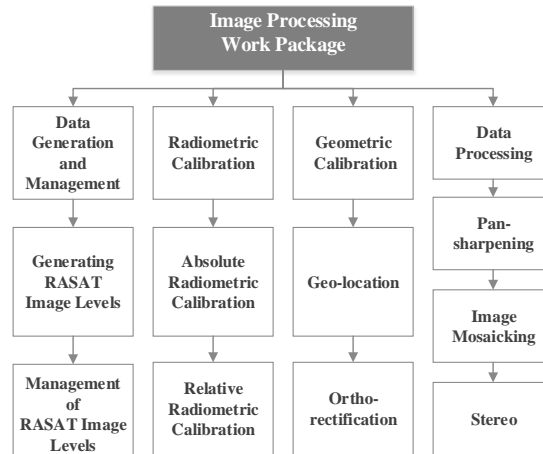 Image Processing
Work Package
Data
Generation
and
Management
Radiometric
Calibration
Geometric
Calibration
Data
Processing
Generating
RASAT
Image Levels
Absolute
Radiometric
Calibration
Geo-location
Pan-
sharpening
Image
Mosaicking
Management
of
RASAT Image
Levels
Relative
Radiometric
Calibration
Ortho-
rectification
Stereo